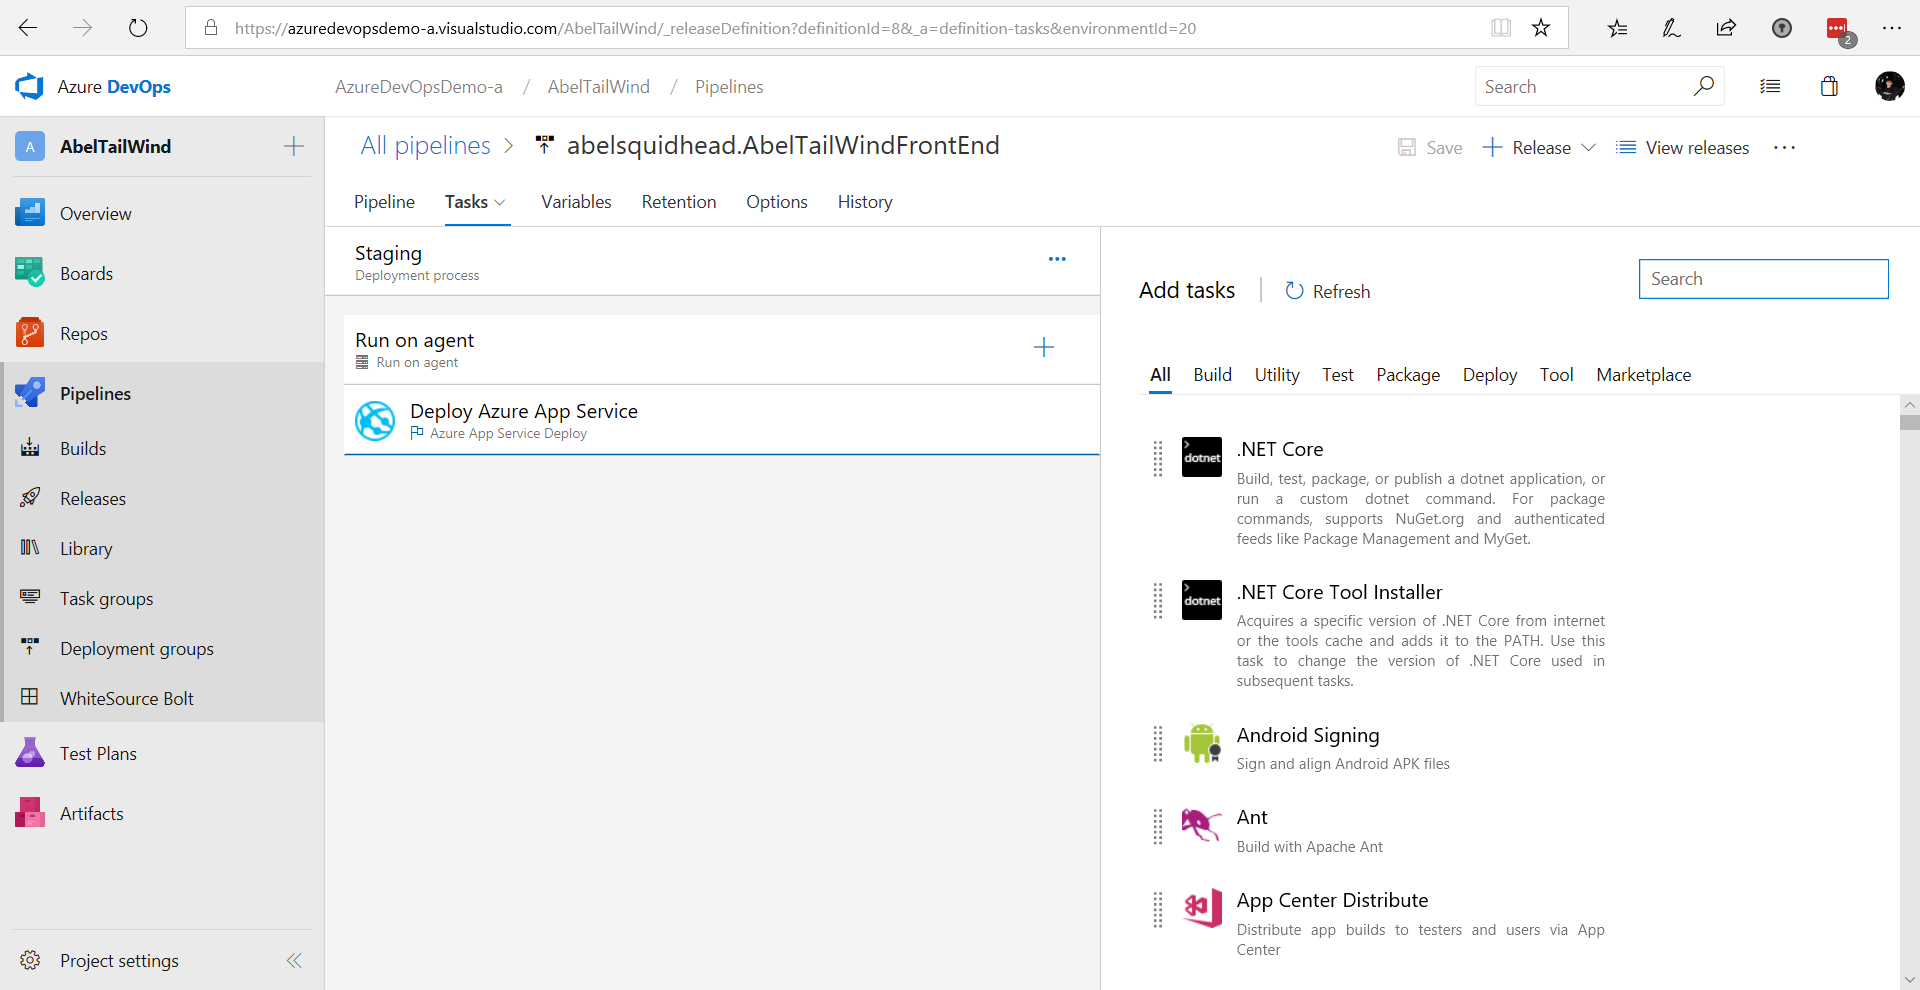 https://azuredevopsdemo-a.visualstudio.com/AbelTailWind/_releaseDefinition?definitionId=8&_a=definition-tasks&environmentId=20
2
Azure DevOps
AzureDevOpsDemo-a / AbelTailWind / Pipelines
Search
A AbelTailWind
Overview
Boards
Repos
Pipelines
Builds
Releases
Library
Task groups
Deployment groups
WhiteSource Bolt
Test Plans
Artifacts
Project settings
All pipelines > abelsquidhead.AbelTailWindFrontEnd
Save
Release
View releases
Pipeline Tasks Variables Retention Options History
Staging
Deployment process
Run on agent
Run on agent
Deploy Azure App Service
Azure App Service Deploy
Add tasks | Refresh
Search
All Build Utility Test Package Deploy Tool Marketplace
dotnet
.NET Core
Build, test, package, or publish a dotnet application, or
run a custom dotnet command. For package
commands, supports NuGet.org and authenticated
feeds like Package Management and MyGet.
dotnet
.NET Core Tool Installer
Acquires a specific version of .NET Core from internet
or the tools cache and adds it to the PATH. Use this
task to change the version of .NET Core used in
subsequent tasks.
Android Signing
Sign and align Android APK files
Ant
Build with Apache Ant
App Center Distribute
Distribute app builds to testers and users via App
Center